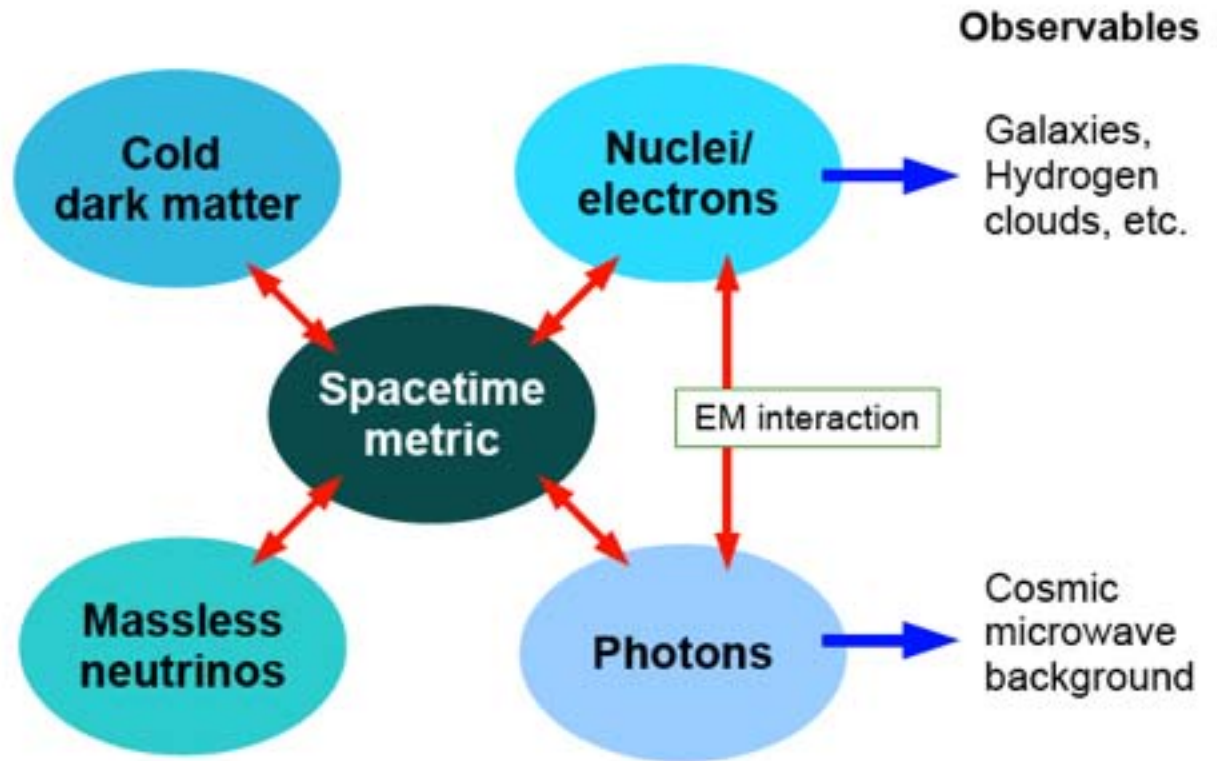 Observables
Cold
dark matter
Nuclei/
electrons
Galaxies,
Hydrogen
clouds, etc.
Spacetime
metric
EM interaction
Massless
neutrinos
Photons
Cosmic
microwave
background